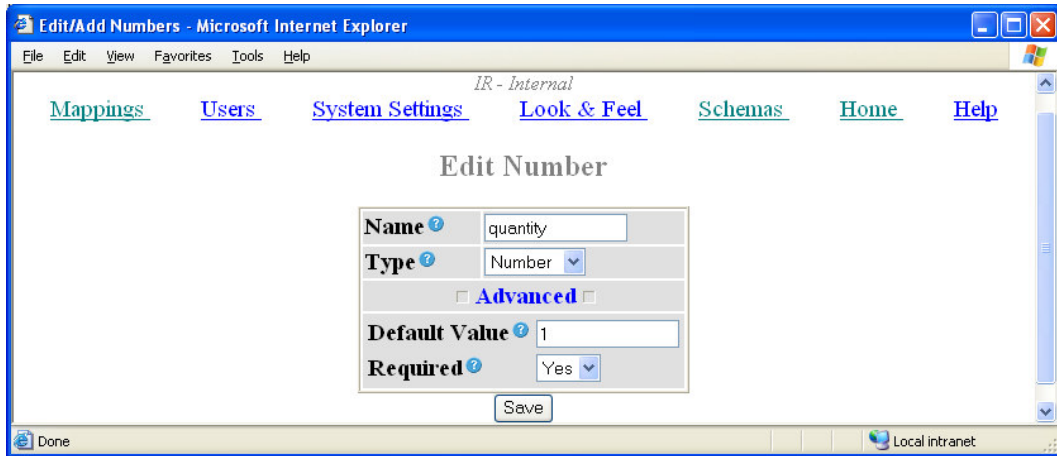 Edit/Add Numbers - Microsoft Internet Explorer
File Edit View Favorites Tools Help
IR - Internal
Mappings Users System Settings Look & Feel Schemas Home Help
Edit Number
Name ? quantity
Type ? Number
Advanced
Default Value ? 1
Required ? Yes
Save
Done Local intranet